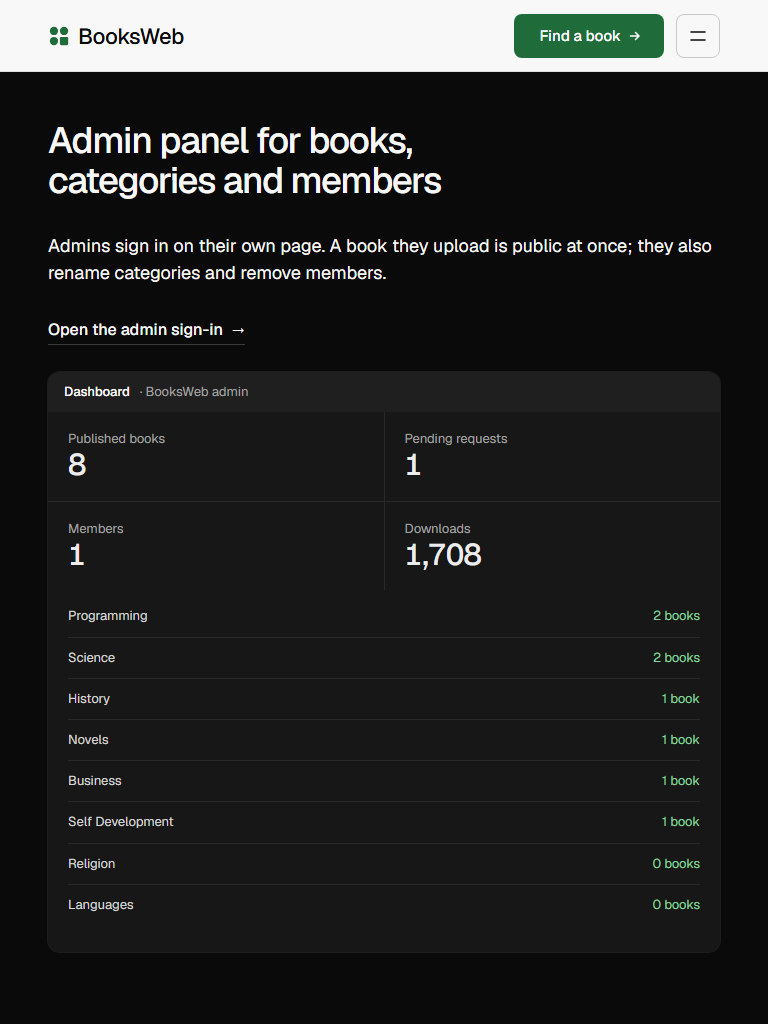 BooksWeb
Find a book →
Admin panel for books,
categories and members
Admins sign in on their own page. A book they upload is public at once; they also
rename categories and remove members.
Open the admin sign-in →
Dashboard · BooksWeb admin
Published books
8
Pending requests
1
Members
1
Downloads
1,708
Programming 2 books
Science 2 books
History 1 book
Novels 1 book
Business 1 book
Self Development 1 book
Religion 0 books
Languages 0 books